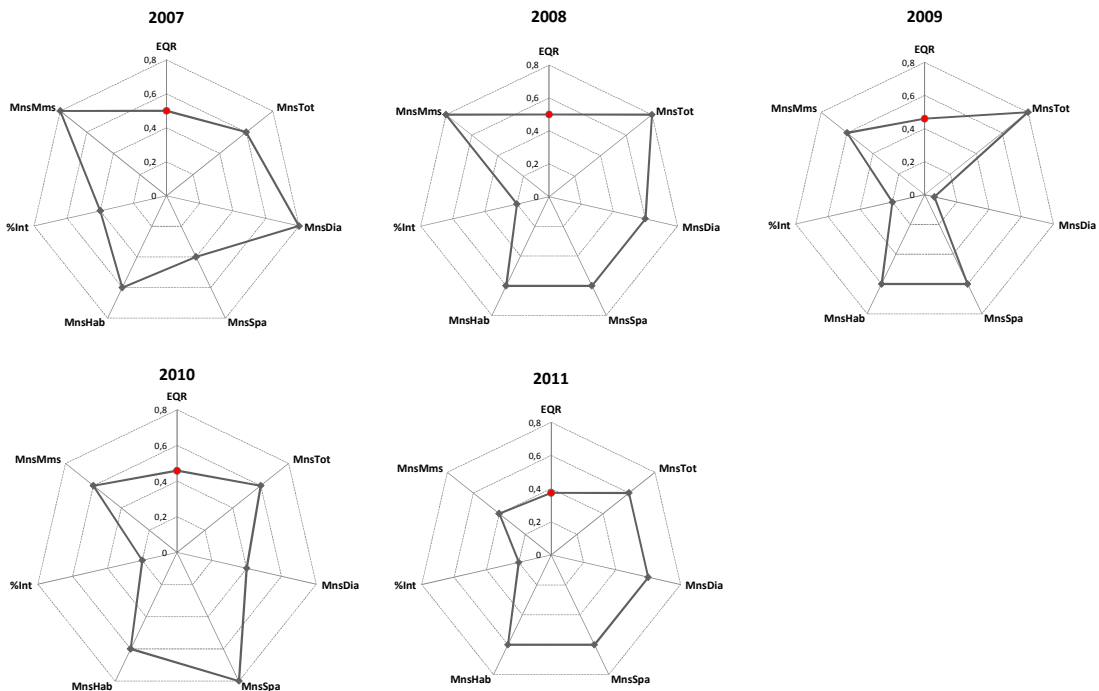 2007
EQR
0,8
MnsTot
0,6
0,4
0,2
0
MnsMms
%Int
MnsDia
MnsHab
MnsSpa
2008
EQR
0,8
MnsTot
0,6
0,4
0,2
0
MnsMms
%Int
MnsDia
MnsHab
MnsSpa
2009
EQR
0,8
MnsTot
0,6
0,4
0,2
0
MnsMms
%Int
MnsDia
MnsHab
MnsSpa
2010
EQR
0,8
MnsTot
0,6
0,4
0,2
0
MnsMms
%Int
MnsDia
MnsHab
MnsSpa
2011
EQR
0,8
MnsTot
0,6
0,4
0,2
0
MnsMms
%Int
MnsDia
MnsHab
MnsSpa